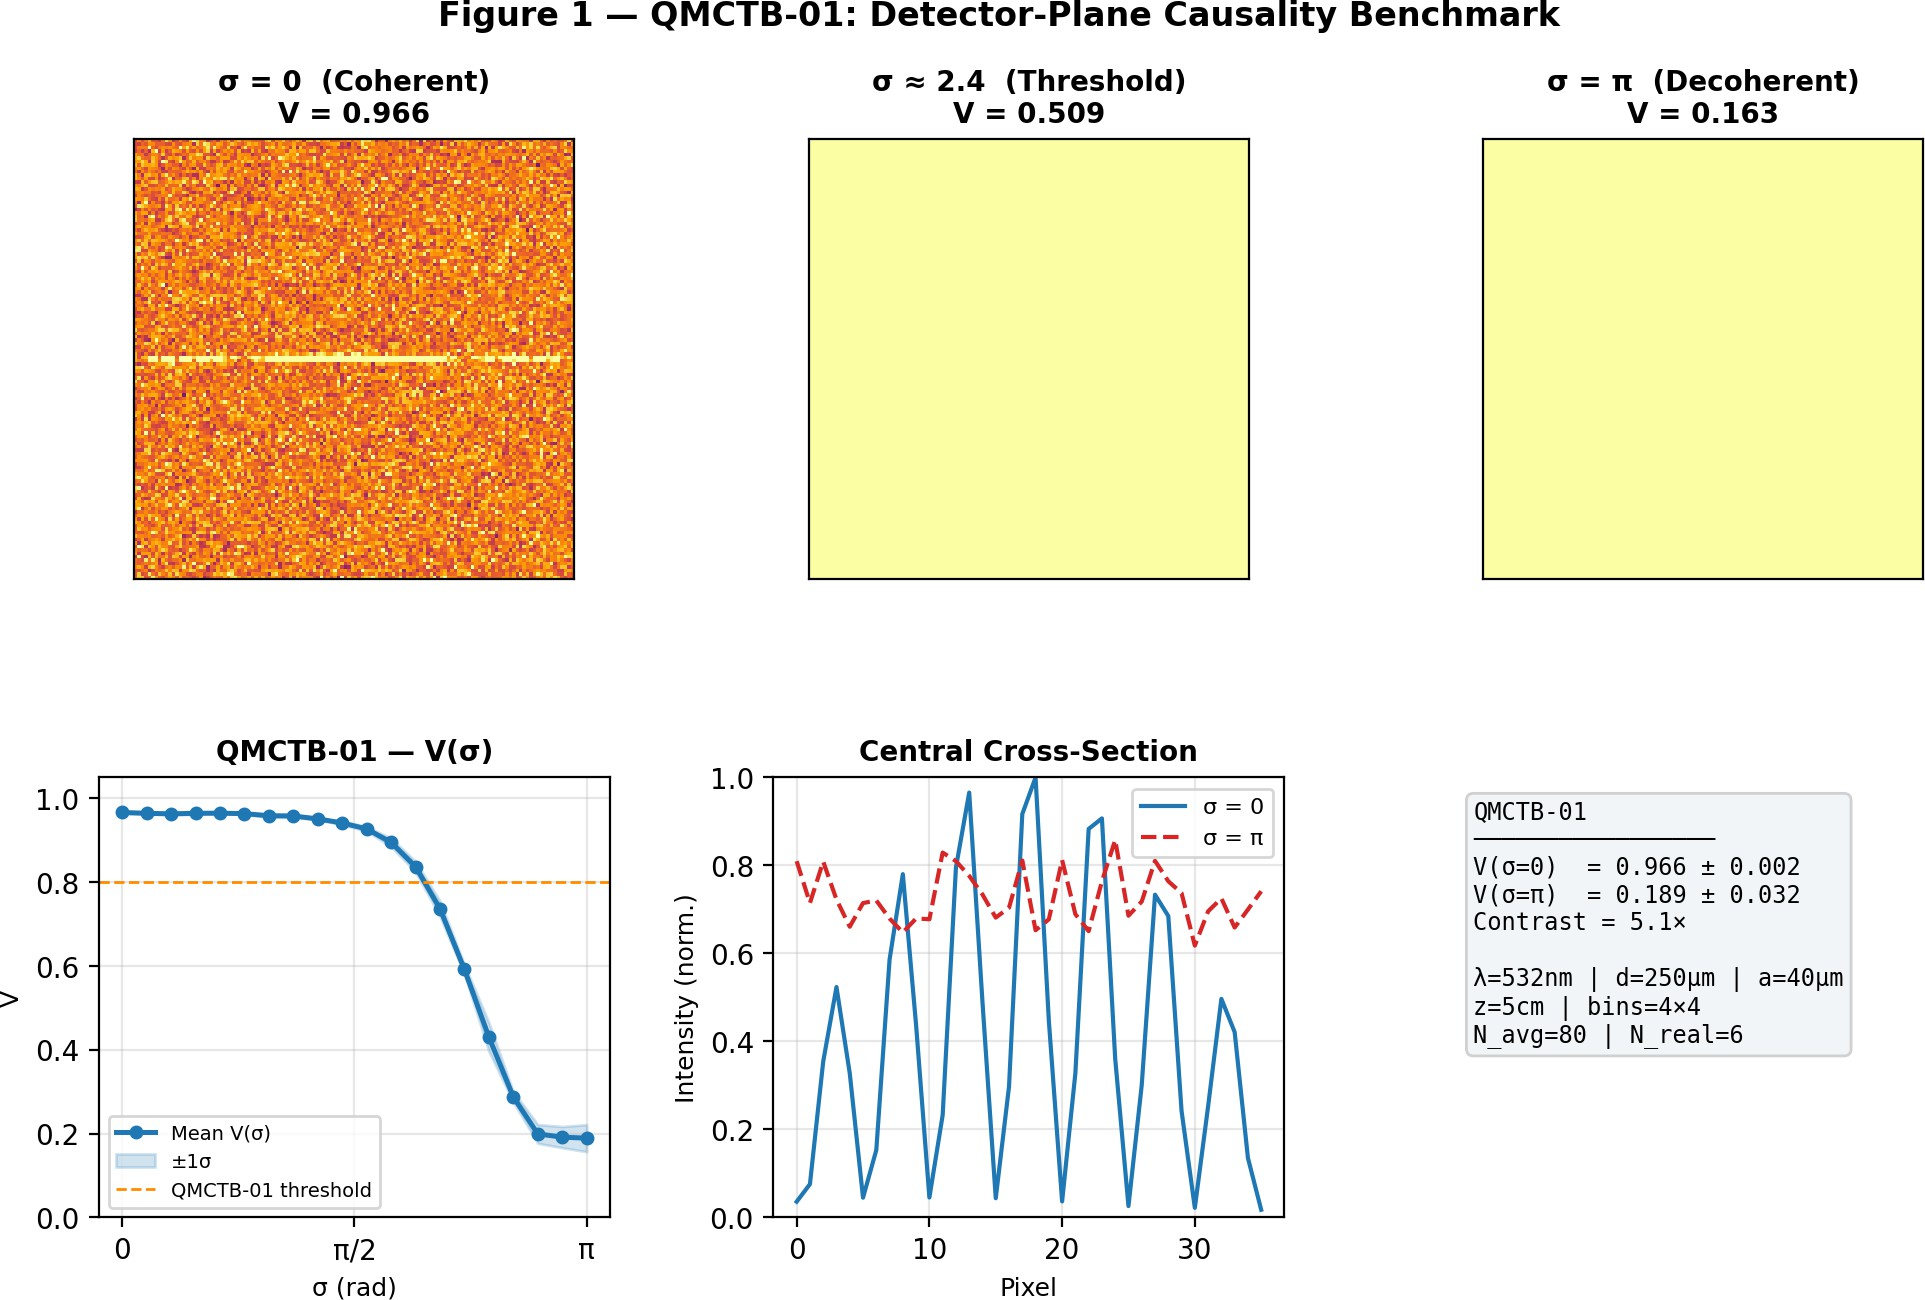 Figure 1 — QMCTB-01: Detector-Plane Causality Benchmark
σ = 0  (Coherent)
V = 0.966
σ ≈ 2.4  (Threshold)
V = 0.509
σ = π  (Decoherent)
V = 0.163
QMCTB-01 — V(σ)
V
1.0
0.8
0.6
0.4
0.2
0.0
Mean V(σ)
±1σ
QMCTB-01 threshold
0
π/2
π
σ (rad)
Central Cross-Section
Intensity (norm.)
1.0
0.8
0.6
0.4
0.2
0.0
σ = 0
σ = π
0
10
20
30
Pixel
QMCTB-01
V(σ=0)  = 0.966 ± 0.002
V(σ=π)  = 0.189 ± 0.032
Contrast = 5.1×
λ=532nm | d=250μm | a=40μm
z=5cm | bins=4×4
N_avg=80 | N_real=6